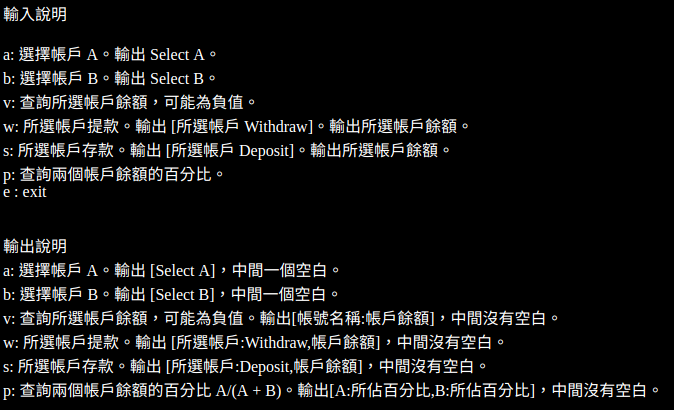 輸入說明
a: 選擇帳戶 A。輸出 Select A。
b: 選擇帳戶 B。輸出 Select B。
v: 查詢所選帳戶餘額，可能為負值。
w: 所選帳戶提款。輸出 [所選帳戶 Withdraw]。輸出所選帳戶餘額。
s: 所選帳戶存款。輸出 [所選帳戶 Deposit]。輸出所選帳戶餘額。
p: 查詢兩個帳戶餘額的百分比。
e : exit
輸出說明
a: 選擇帳戶 A。輸出 [Select A]，中間一個空白。
b: 選擇帳戶 B。輸出 [Select B]，中間一個空白。
v: 查詢所選帳戶餘額，可能為負值。輸出[帳號名稱:帳戶餘額]，中間沒有空白。
w: 所選帳戶提款。輸出 [所選帳戶:Withdraw,帳戶餘額]，中間沒有空白。
s: 所選帳戶存款。輸出 [所選帳戶:Deposit,帳戶餘額]，中間沒有空白。
p: 查詢兩個帳戶餘額的百分比 A/(A + B)。輸出[A:所佔百分比,B:所佔百分比]，中間沒有空白。